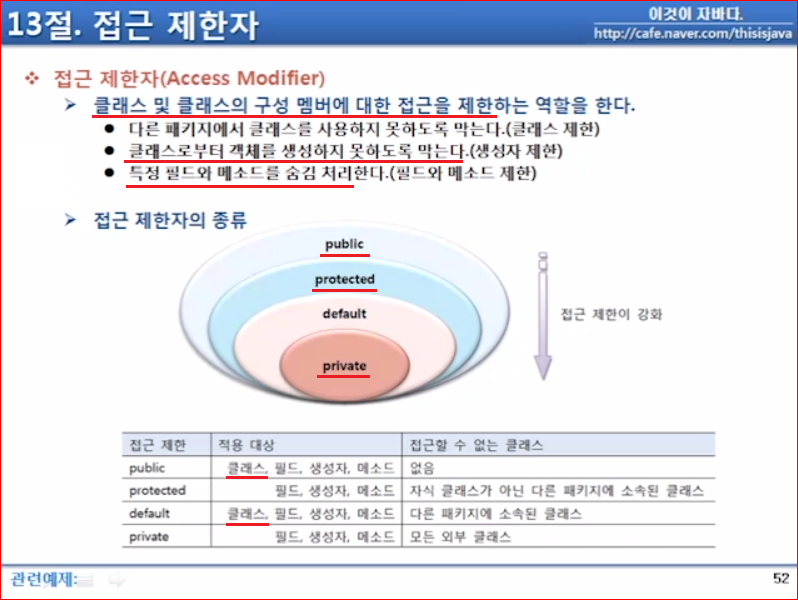 13절. 접근 제한자
이것이 자바다.
http://cafe.naver.com/thisisjava
접근 제한자(Access Modifier)
클래스 및 클래스의 구성 멤버에 대한 접근을 제한하는 역할을 한다.
다른 패키지에서 클래스를 사용하지 못하도록 막는다.(클래스 제한)
클래스로부터 객체를 생성하지 못하도록 막는다.(생성자 제한)
특정 필드와 메소드를 숨김 처리한다.(필드와 메소드 제한)
접근 제한자의 종류
public
protected
default
private
접근 제한이 강화
접근 제한 적용 대상 접근할 수 없는 클래스
public 클래스, 필드, 생성자, 메소드 없음
protected 필드, 생성자, 메소드 자식 클래스가 아닌 다른 패키지에 소속된 클래스
default 클래스, 필드, 생성자, 메소드 다른 패키지에 소속된 클래스
private 필드, 생성자, 메소드 모든 외부 클래스
관련예제:
52